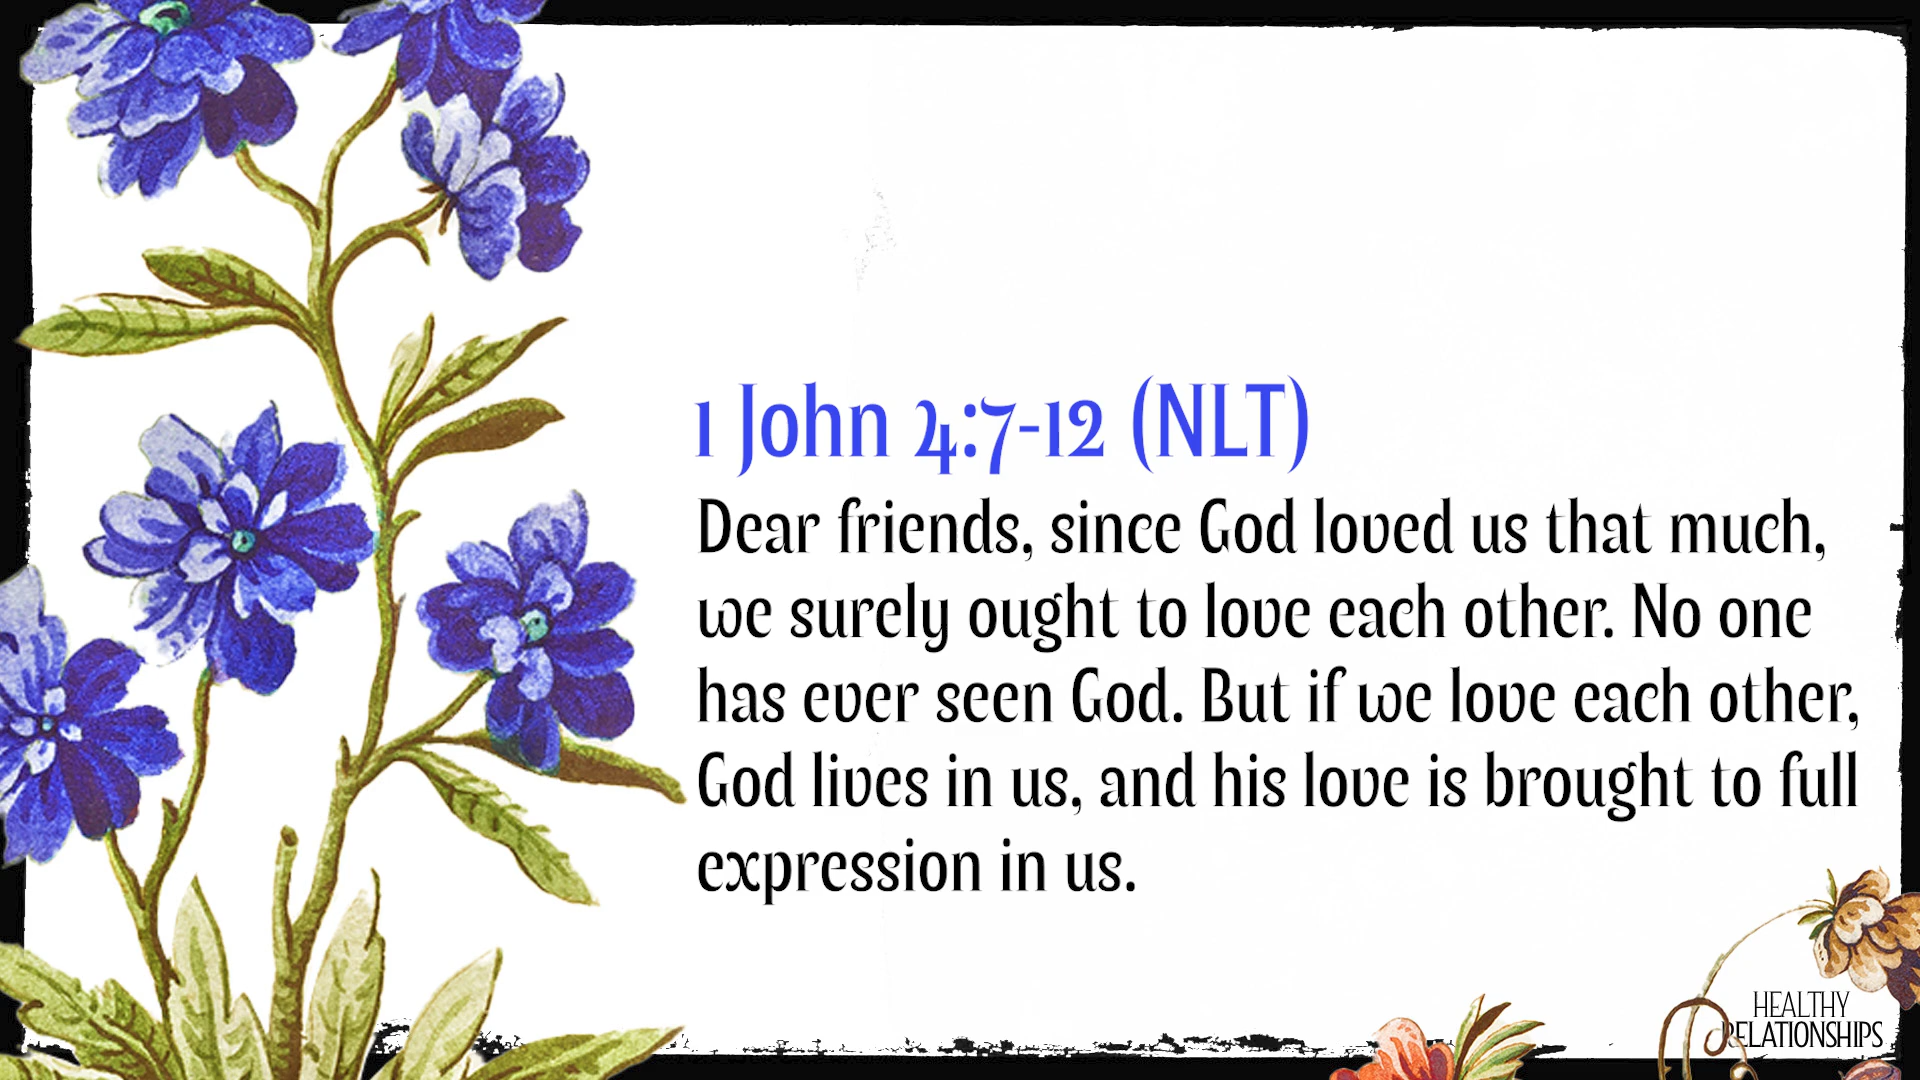 1 John 4:7-12 (NLT)
Dear friends, since God loved us that much,
we surely ought to love each other. No one
has ever seen God. But if we love each other,
God lives in us, and his love is brought to full
expression in us.
HEALTHY
RELATIONSHIPS